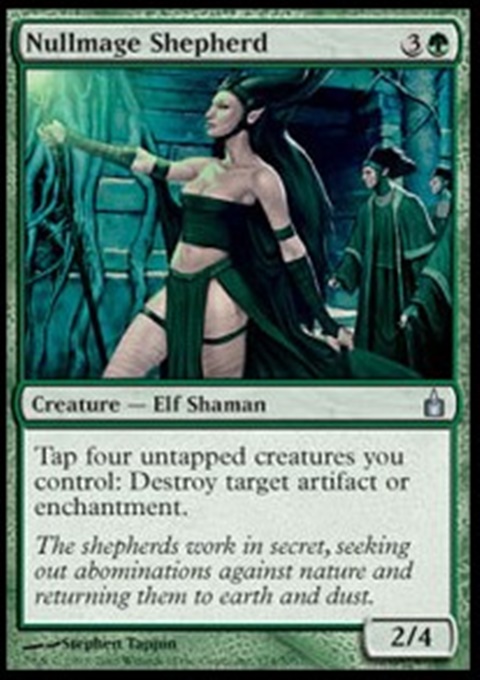 Nullmage Shepherd 3
Creature — Elf Shaman
Tap four untapped creatures you
control: Destroy target artifact or
enchantment.
The shepherds work in secret, seeking
out abominations against nature and
returning them to earth and dust.
2/4
Stephen Tappin